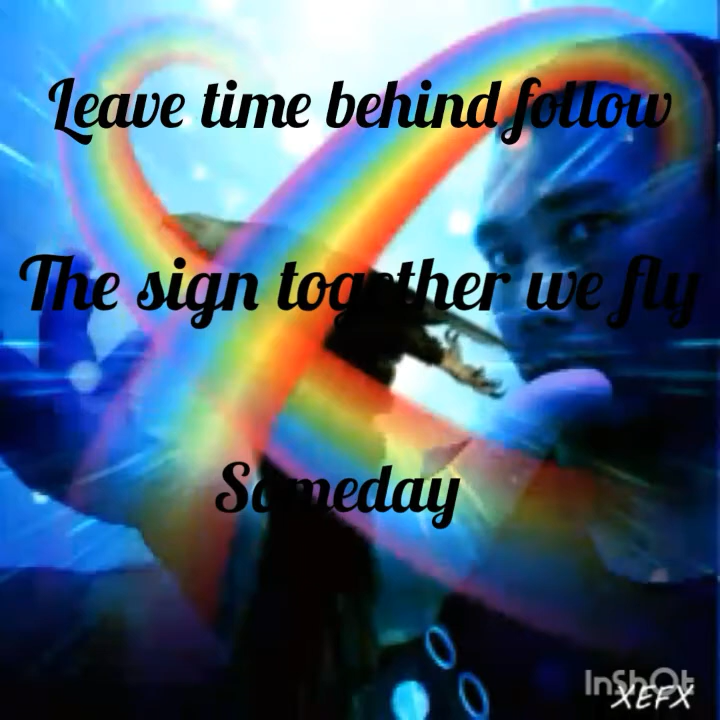 Leave time behind follow
The sign together we fly
Someday
InShOt
XEFX